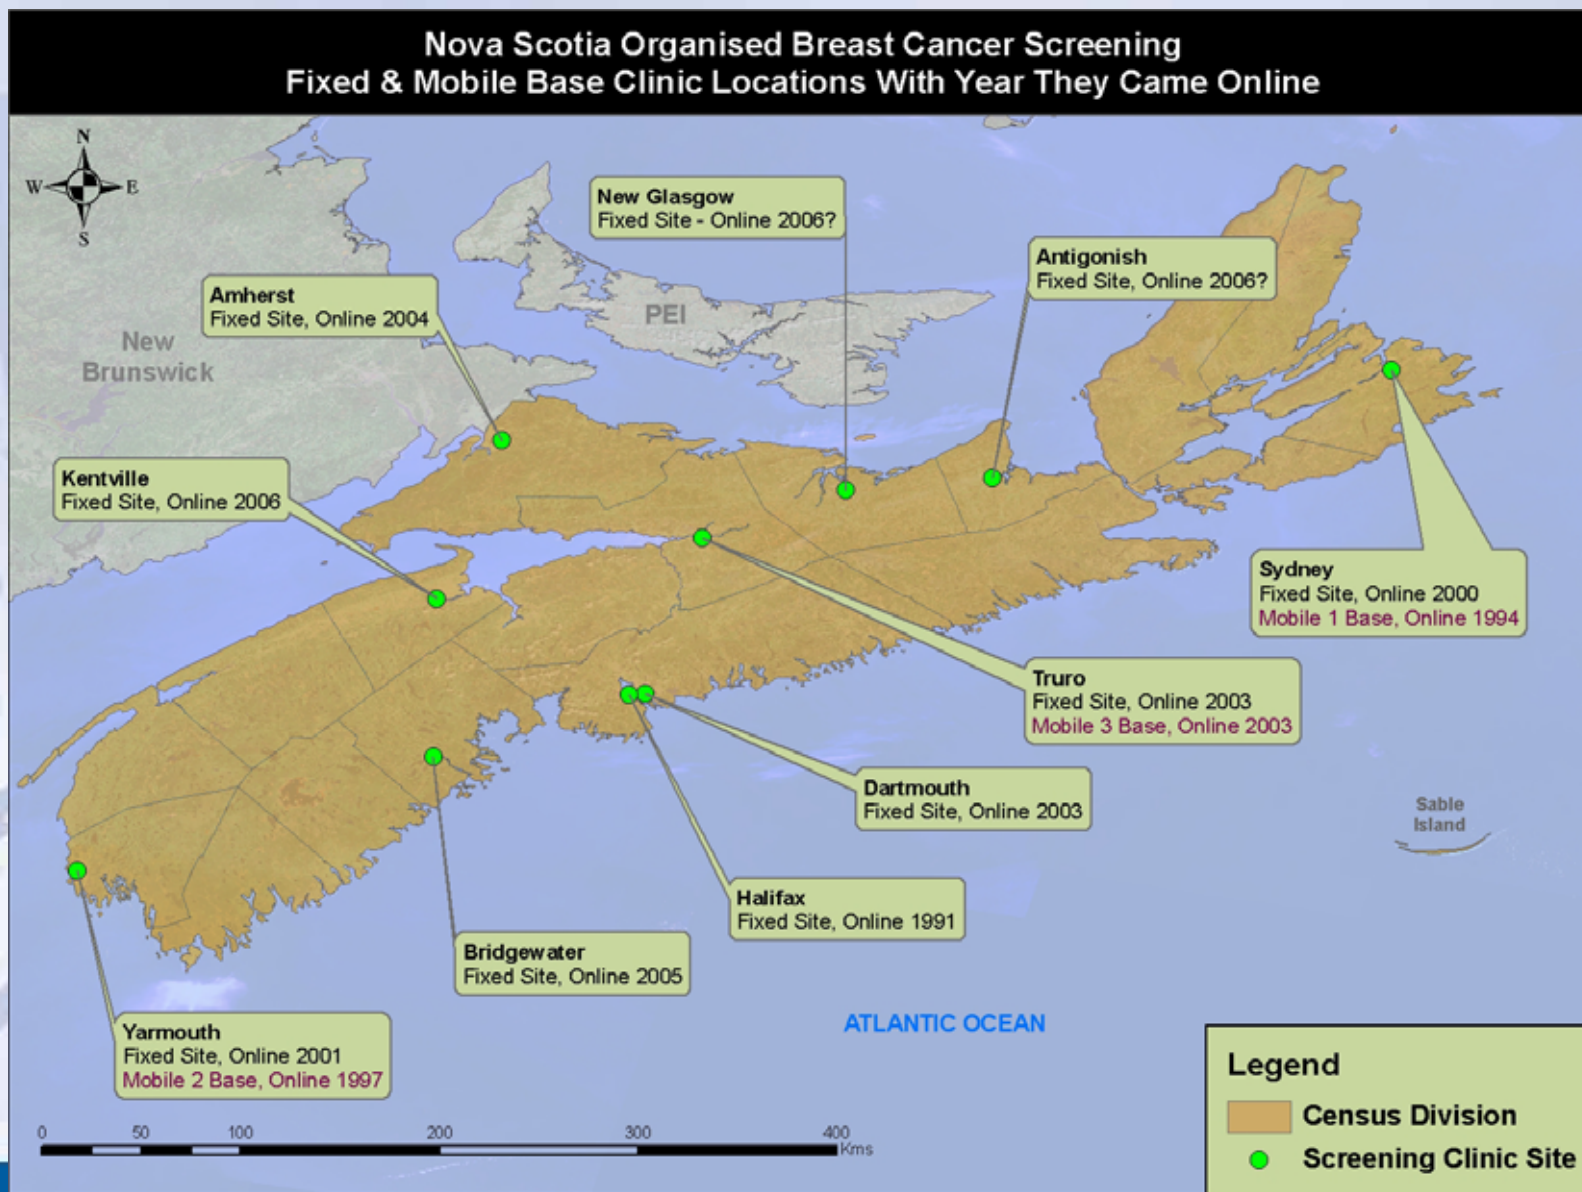 Nova Scotia Organised Breast Cancer Screening
Fixed & Mobile Base Clinic Locations With Year They Came Online
N
W E
S
New Glasgow
Fixed Site - Online 2006?
Antigonish
Fixed Site, Online 2006?
Amherst
Fixed Site, Online 2004
PEI
New
Brunswick
Kentville
Fixed Site, Online 2006
Sydney
Fixed Site, Online 2000
Mobile 1 Base, Online 1994
Truro
Fixed Site, Online 2003
Mobile 3 Base, Online 2003
Dartmouth
Fixed Site, Online 2003
Sable
Island
Halifax
Fixed Site, Online 1991
Bridgewater
Fixed Site, Online 2005
Yarmouth
Fixed Site, Online 2001
Mobile 2 Base, Online 1997
ATLANTIC OCEAN
Legend
Census Division
Screening Clinic Site
0 50 100 200 300 400
Kms